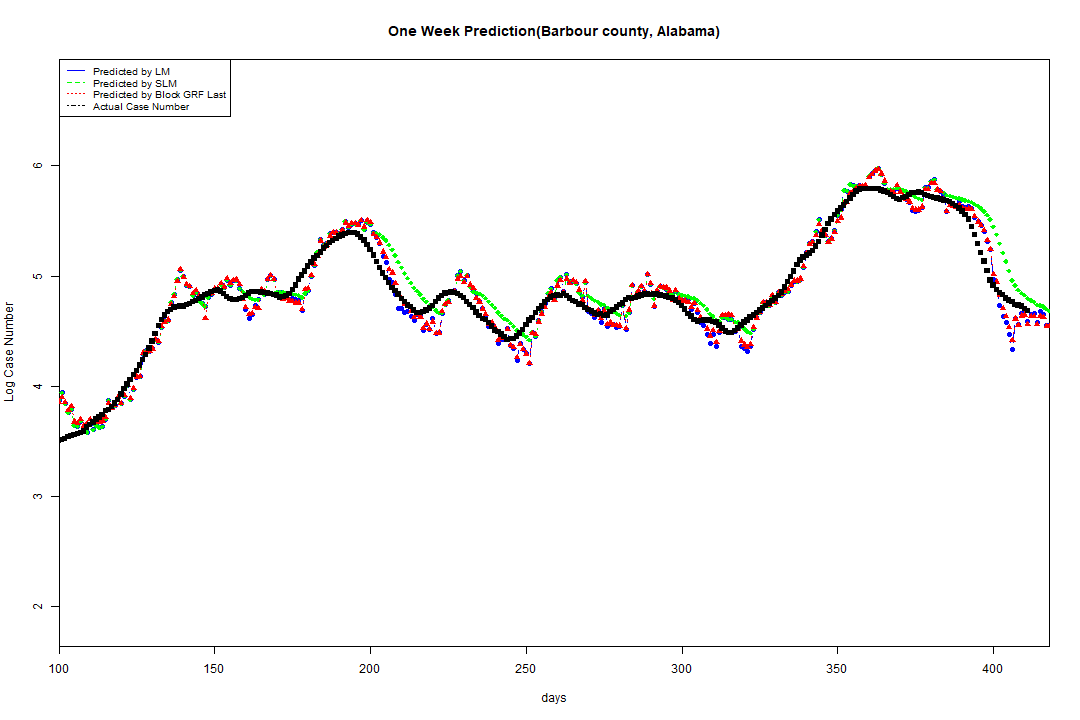 One Week Prediction(Barbour county, Alabama)
Predicted by LM
Predicted by SLM
Predicted by Block GRF Last
Actual Case Number
6
5
4
3
2
Log Case Number
100 150 200 250 300 350 400
days